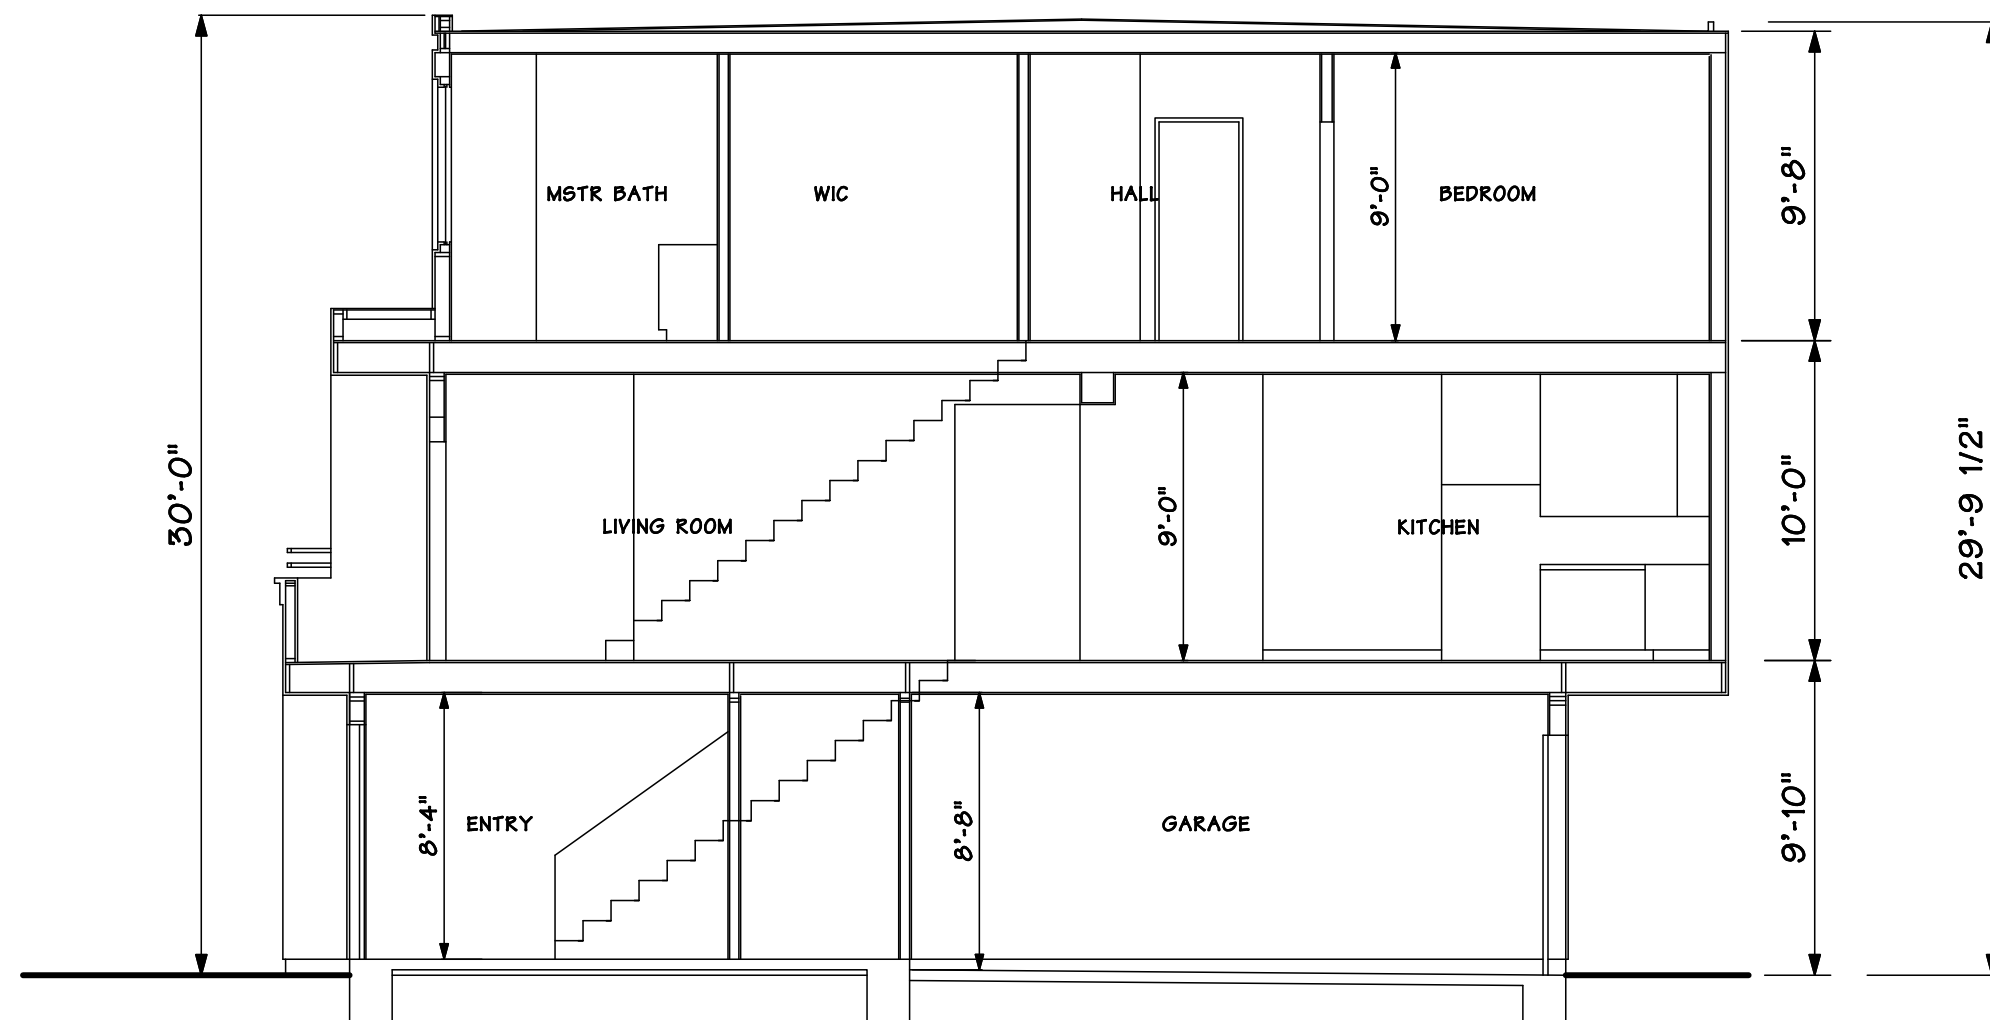 MSTR BATH
WIC
HALL
9'-0"
BEDROOM
9'-8"
30'-0"
LIVING ROOM
9'-0"
KITCHEN
10'-0"
29'-9 1/2"
8'-4"
ENTRY
8'-8"
GARAGE
9'-10"